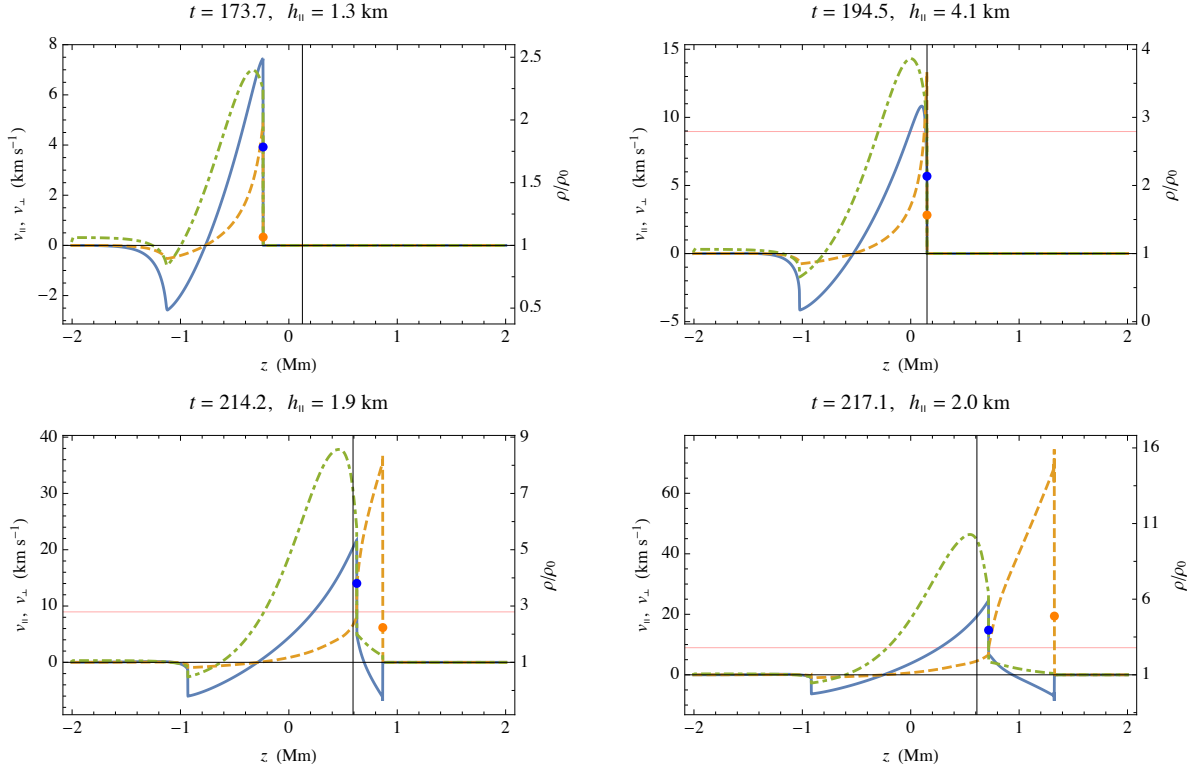 t = 173.7, h∥ = 1.3 km
8
6
4
2
0
−2
2.5
2
1.5
1
0.5
v∥, v⊥ (km s⁻¹)
ρ/ρ₀
−2 −1 0 1 2
z (Mm)
t = 194.5, h∥ = 4.1 km
15
10
5
0
−5
4
3
2
1
0
v∥, v⊥ (km s⁻¹)
ρ/ρ₀
−2 −1 0 1 2
z (Mm)
t = 214.2, h∥ = 1.9 km
40
30
20
10
0
9
7
5
3
1
v∥, v⊥ (km s⁻¹)
ρ/ρ₀
−2 −1 0 1 2
z (Mm)
t = 217.1, h∥ = 2.0 km
60
40
20
0
16
11
6
1
v∥, v⊥ (km s⁻¹)
ρ/ρ₀
−2 −1 0 1 2
z (Mm)